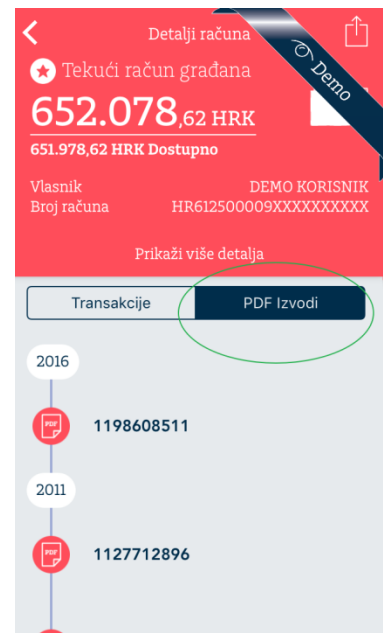 Detalji računa
Demo
Tekući račun građana
652.078,62 HRK
651.978,62 HRK Dostupno
Vlasnik DEMO KORISNIK
Broj računa HR612500009XXXXXXXXXX
Prikaži više detalja
Transakcije PDF Izvodi
2016
PDF 1198608511
2011
PDF 1127712896